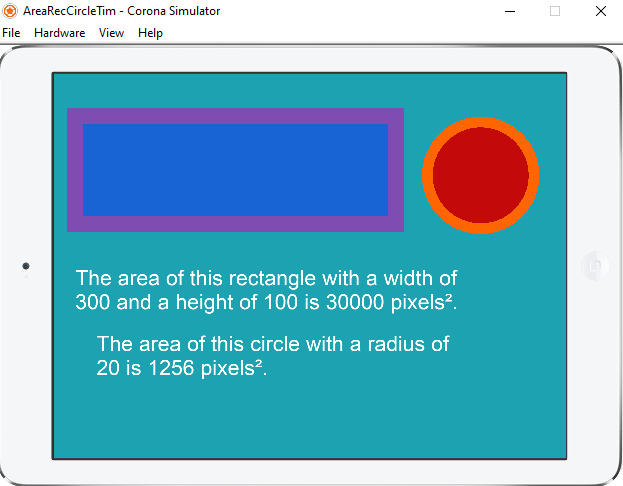 AreaRecCircleTim - Corona Simulator
File Hardware View Help
The area of this rectangle with a width of
300 and a height of 100 is 30000 pixels².
The area of this circle with a radius of
20 is 1256 pixels².